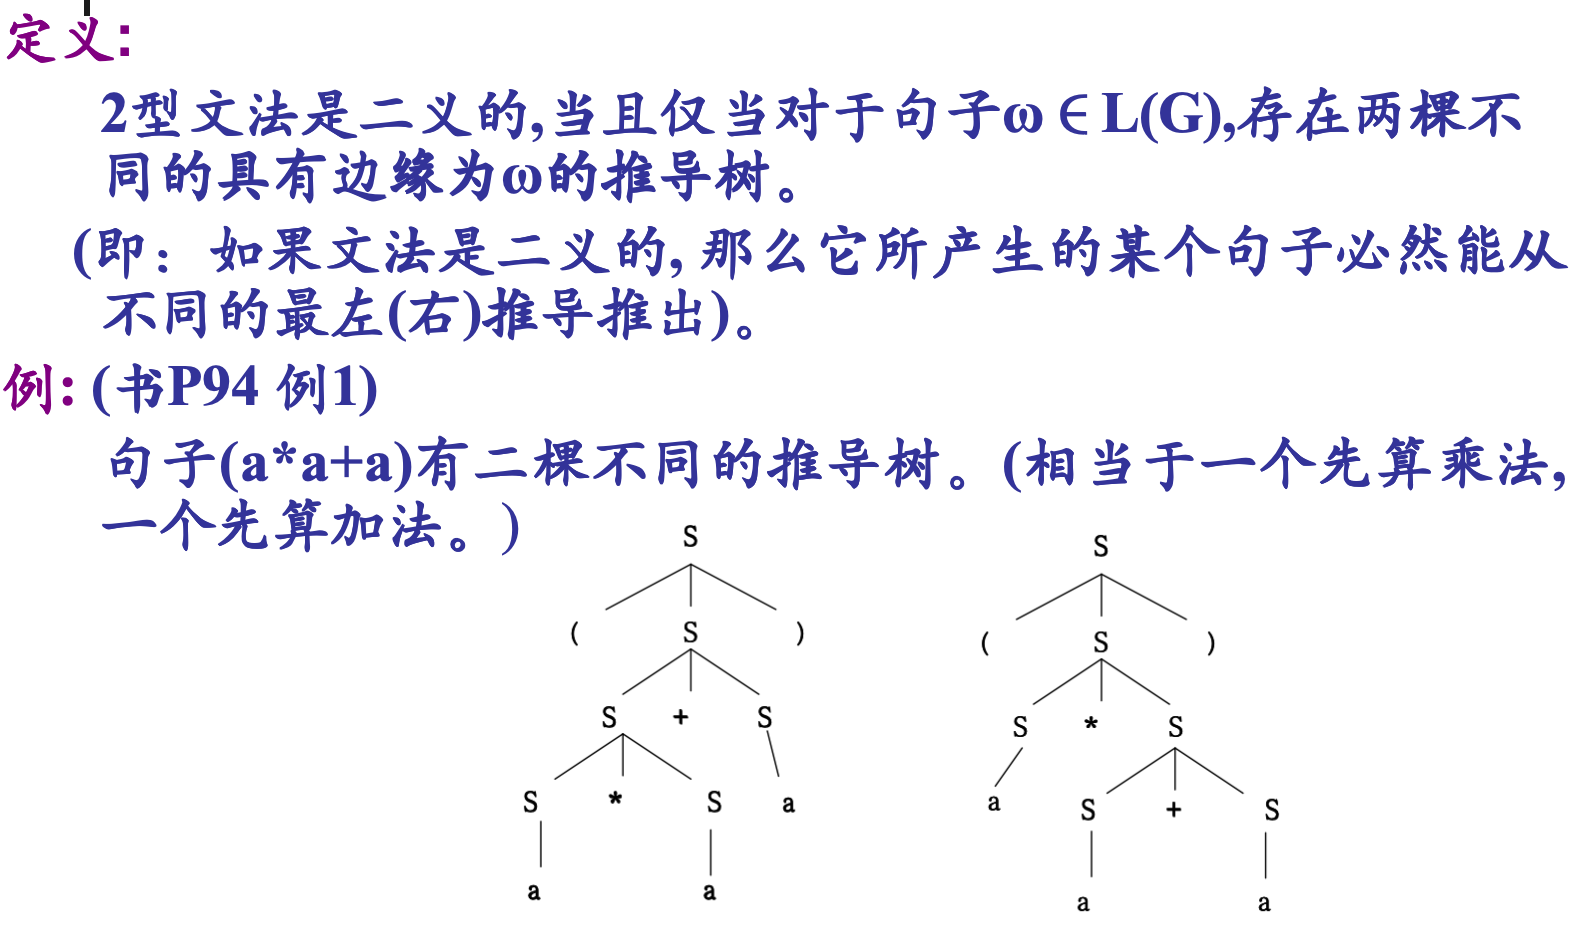 定义:
2型文法是二义的,当且仅当对于句子ω∈L(G),存在两棵不
同的具有边缘为ω的推导树。
(即：如果文法是二义的, 那么它所产生的某个句子必然能从
不同的最左(右)推导推出)。
例: (书P94 例1)
句子(a*a+a)有二棵不同的推导树。(相当于一个先算乘法,
一个先算加法。)
S S
( S ) ( S )
S + S S * S
S * S a a S + S
a a a a